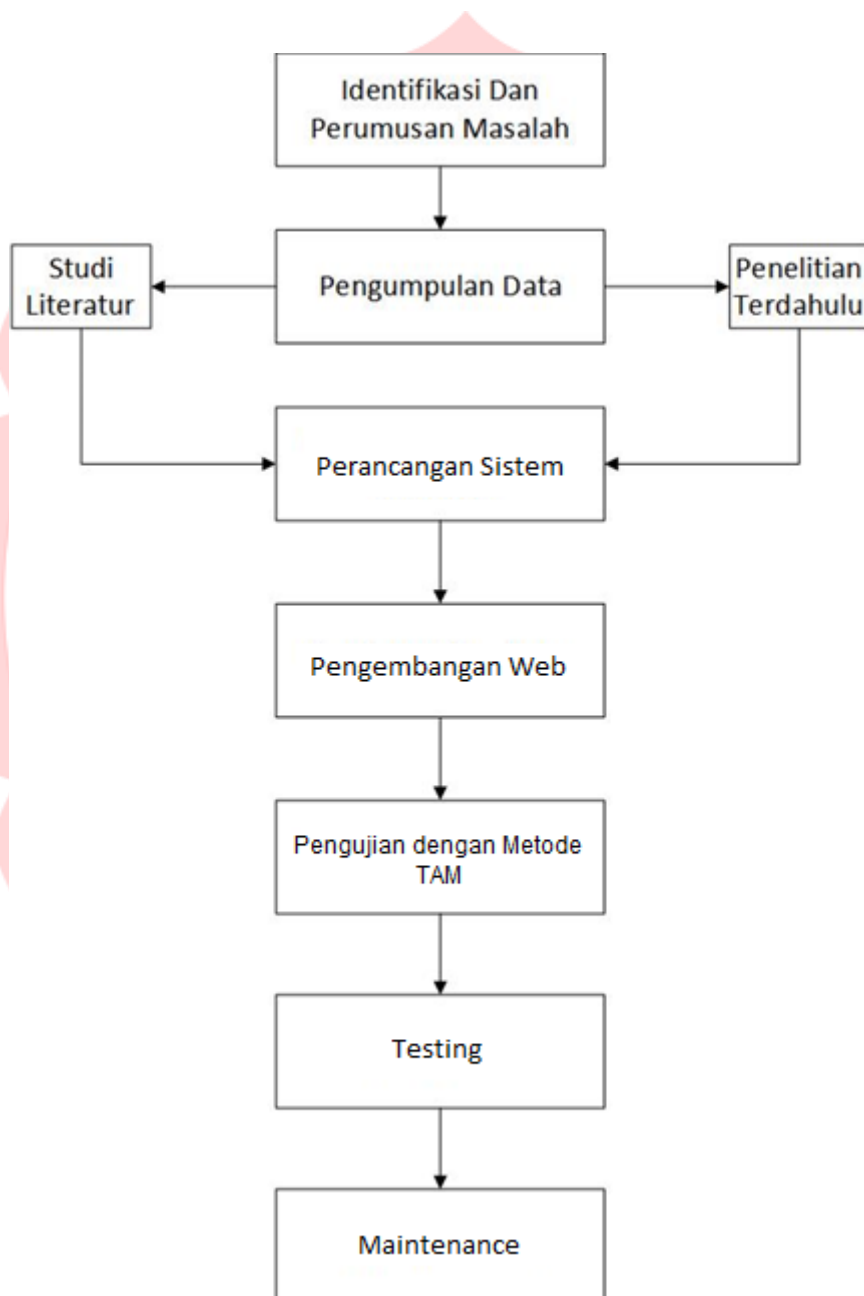 Identifikasi Dan
Perumusan Masalah
Studi
Literatur
Pengumpulan Data
Penelitian
Terdahulu
Perancangan Sistem
Pengembangan Web
Pengujian dengan Metode
TAM
Testing
Maintenance